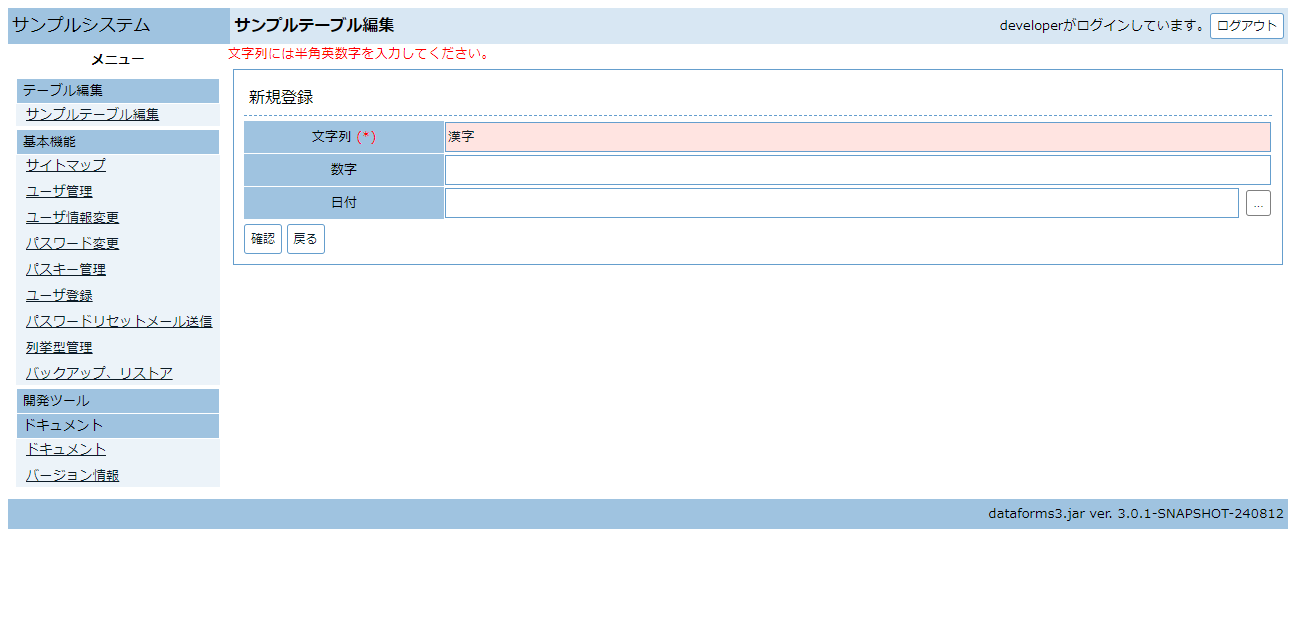 サンプルシステム
サンプルテーブル編集
developerがログインしています。 ログアウト
メニュー
テーブル編集
サンプルテーブル編集
基本機能
サイトマップ
ユーザ管理
ユーザ情報変更
パスワード変更
パスキー管理
ユーザ登録
パスワードリセットメール送信
列挙型管理
バックアップ、リストア
開発ツール
ドキュメント
ドキュメント
バージョン情報
文字列には半角英数字を入力してください。
新規登録
文字列 (*) 漢字
数字
日付 ...
確認 戻る
dataforms3.jar ver. 3.0.1-SNAPSHOT-240812